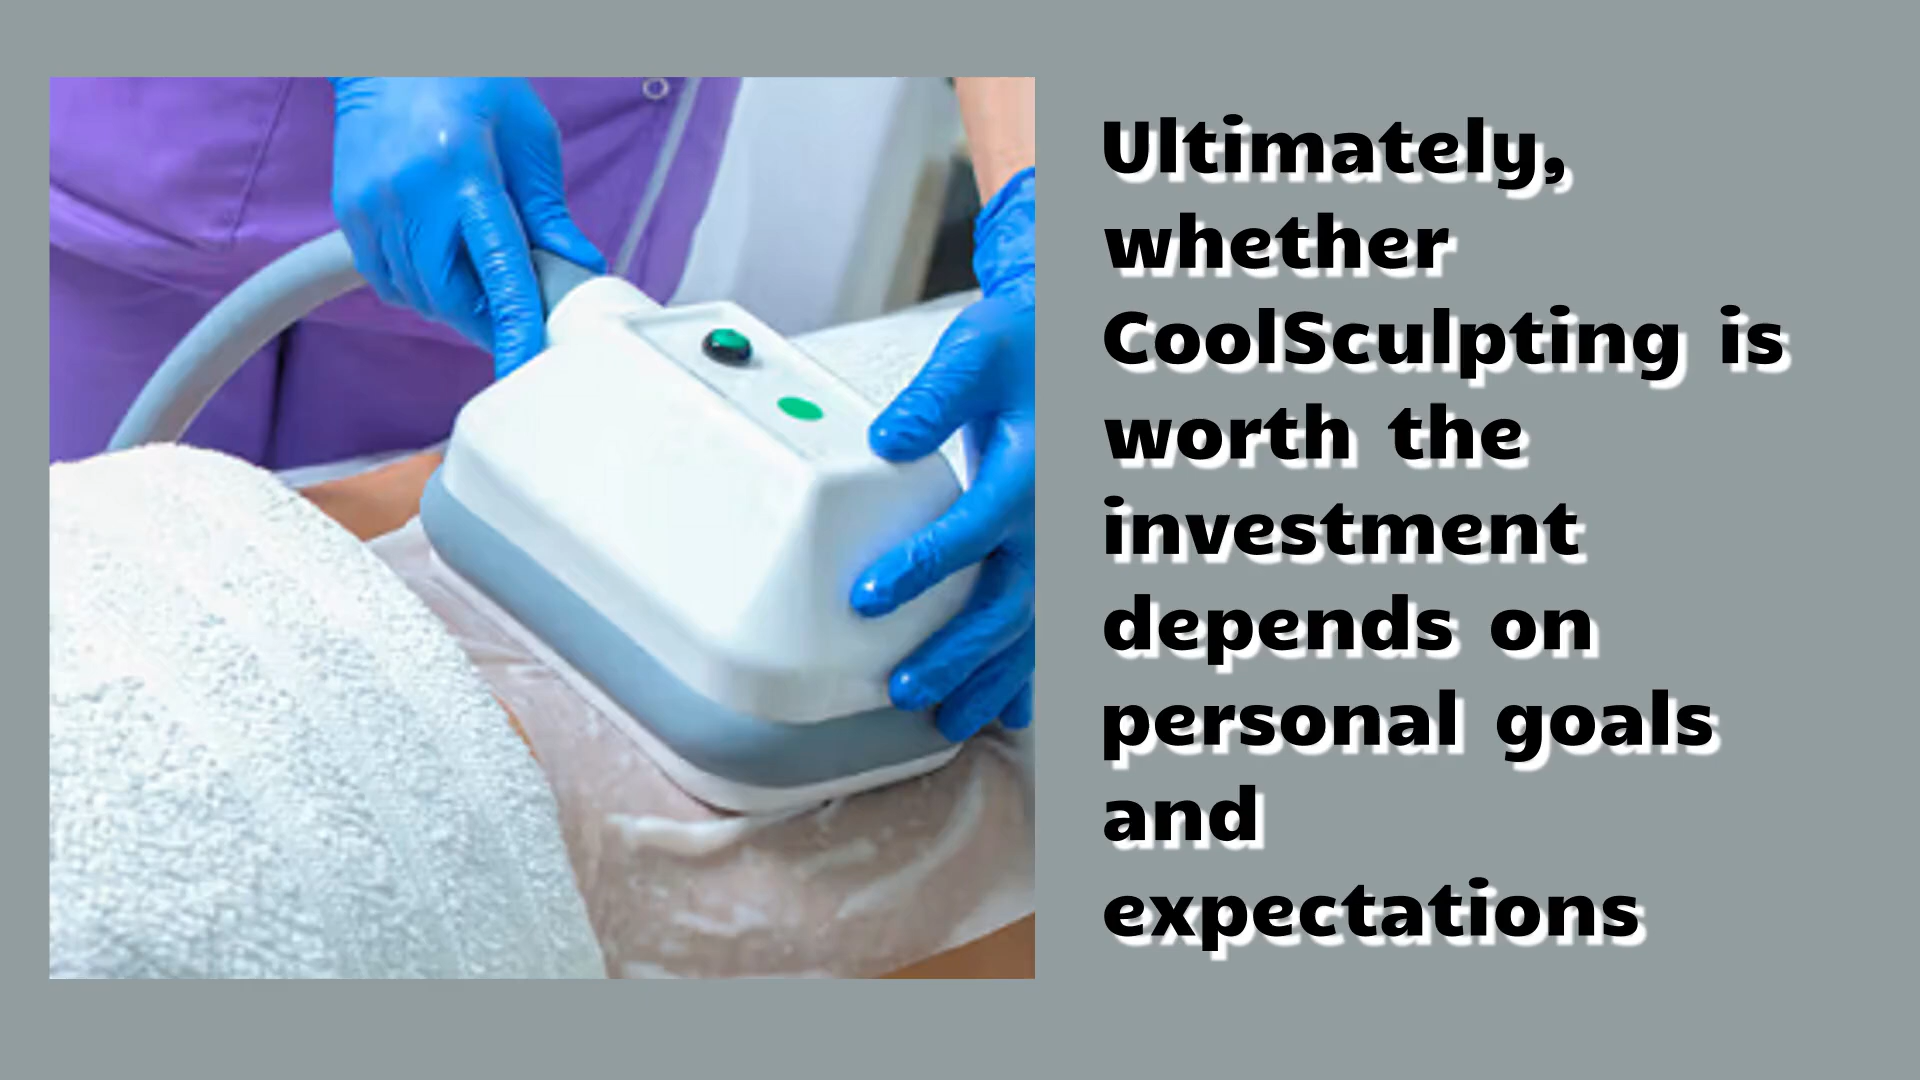 Ultimately,
whether
CoolSculpting is
worth the
investment
depends on
personal goals
and
expectations